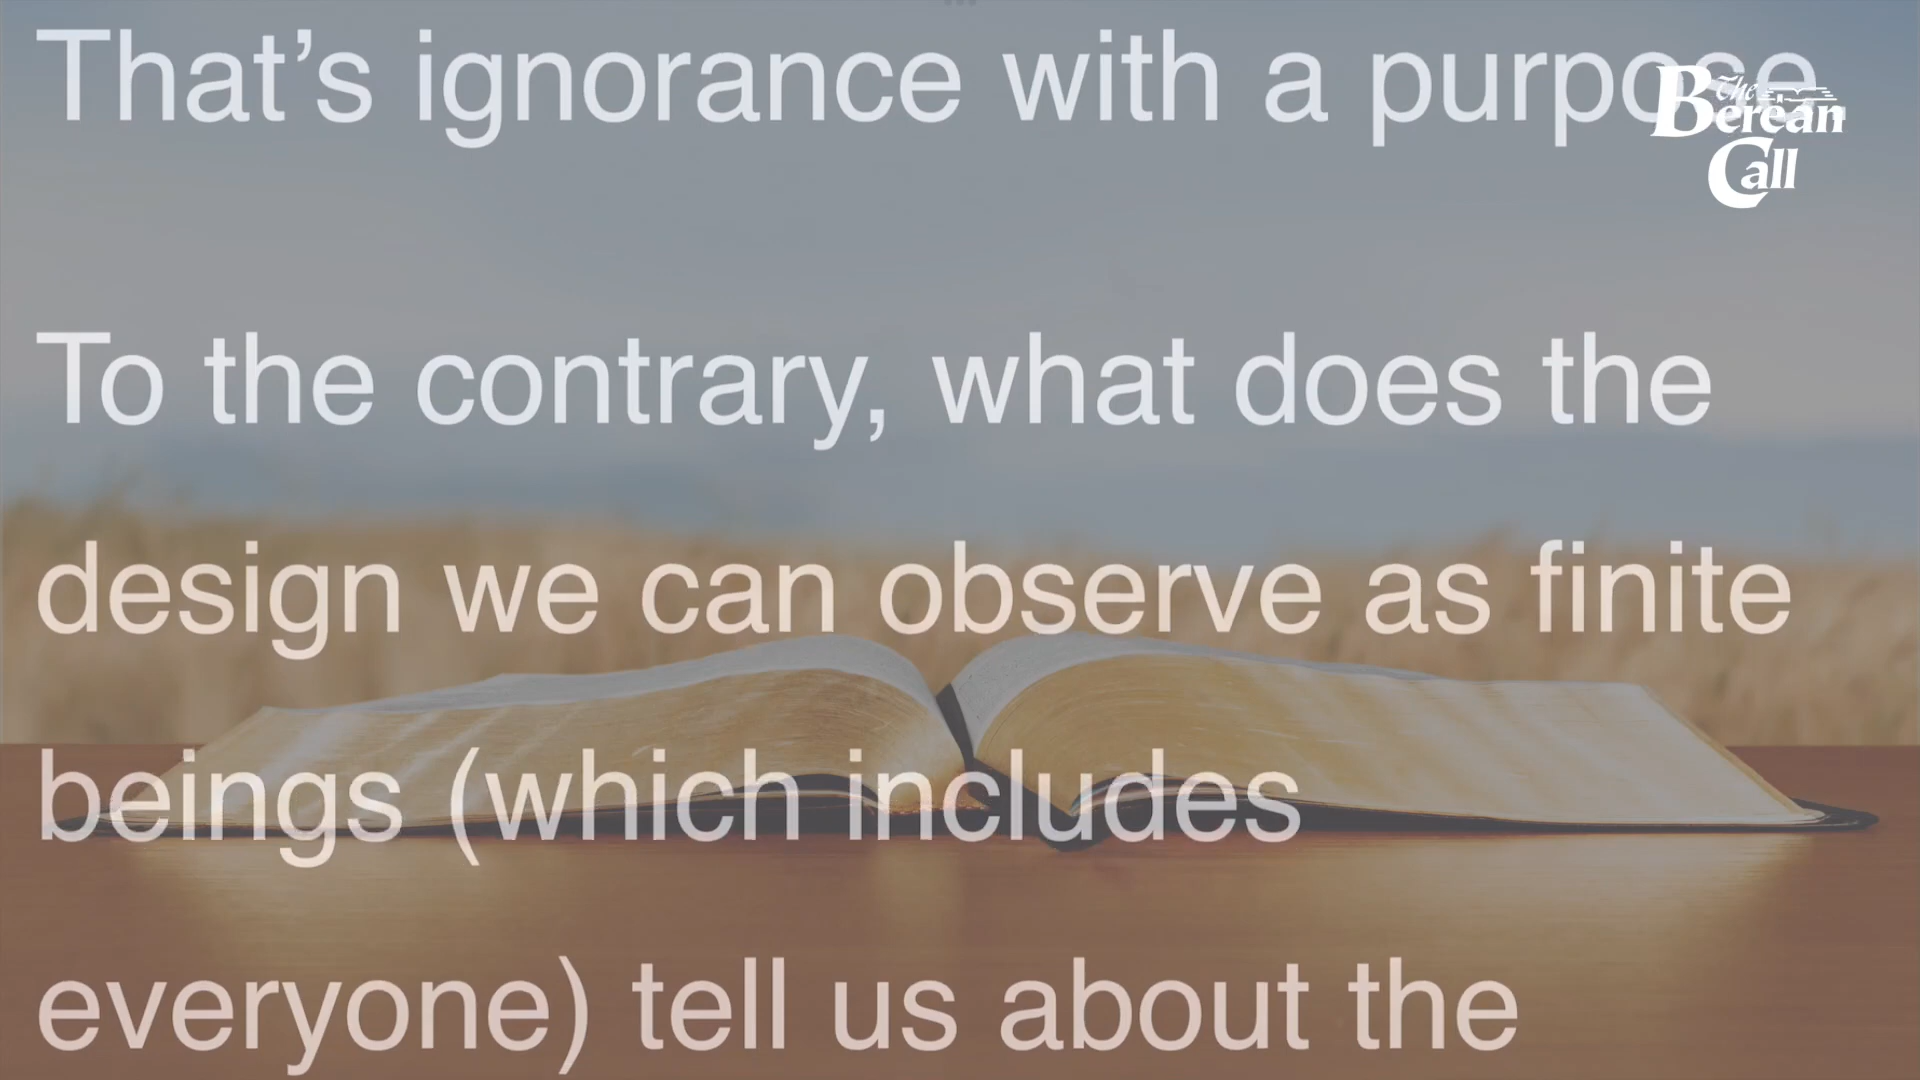 That’s ignorance with a purpose.
To the contrary, what does the
design we can observe as finite
beings (which includes
everyone) tell us about the
The
Berean
Call